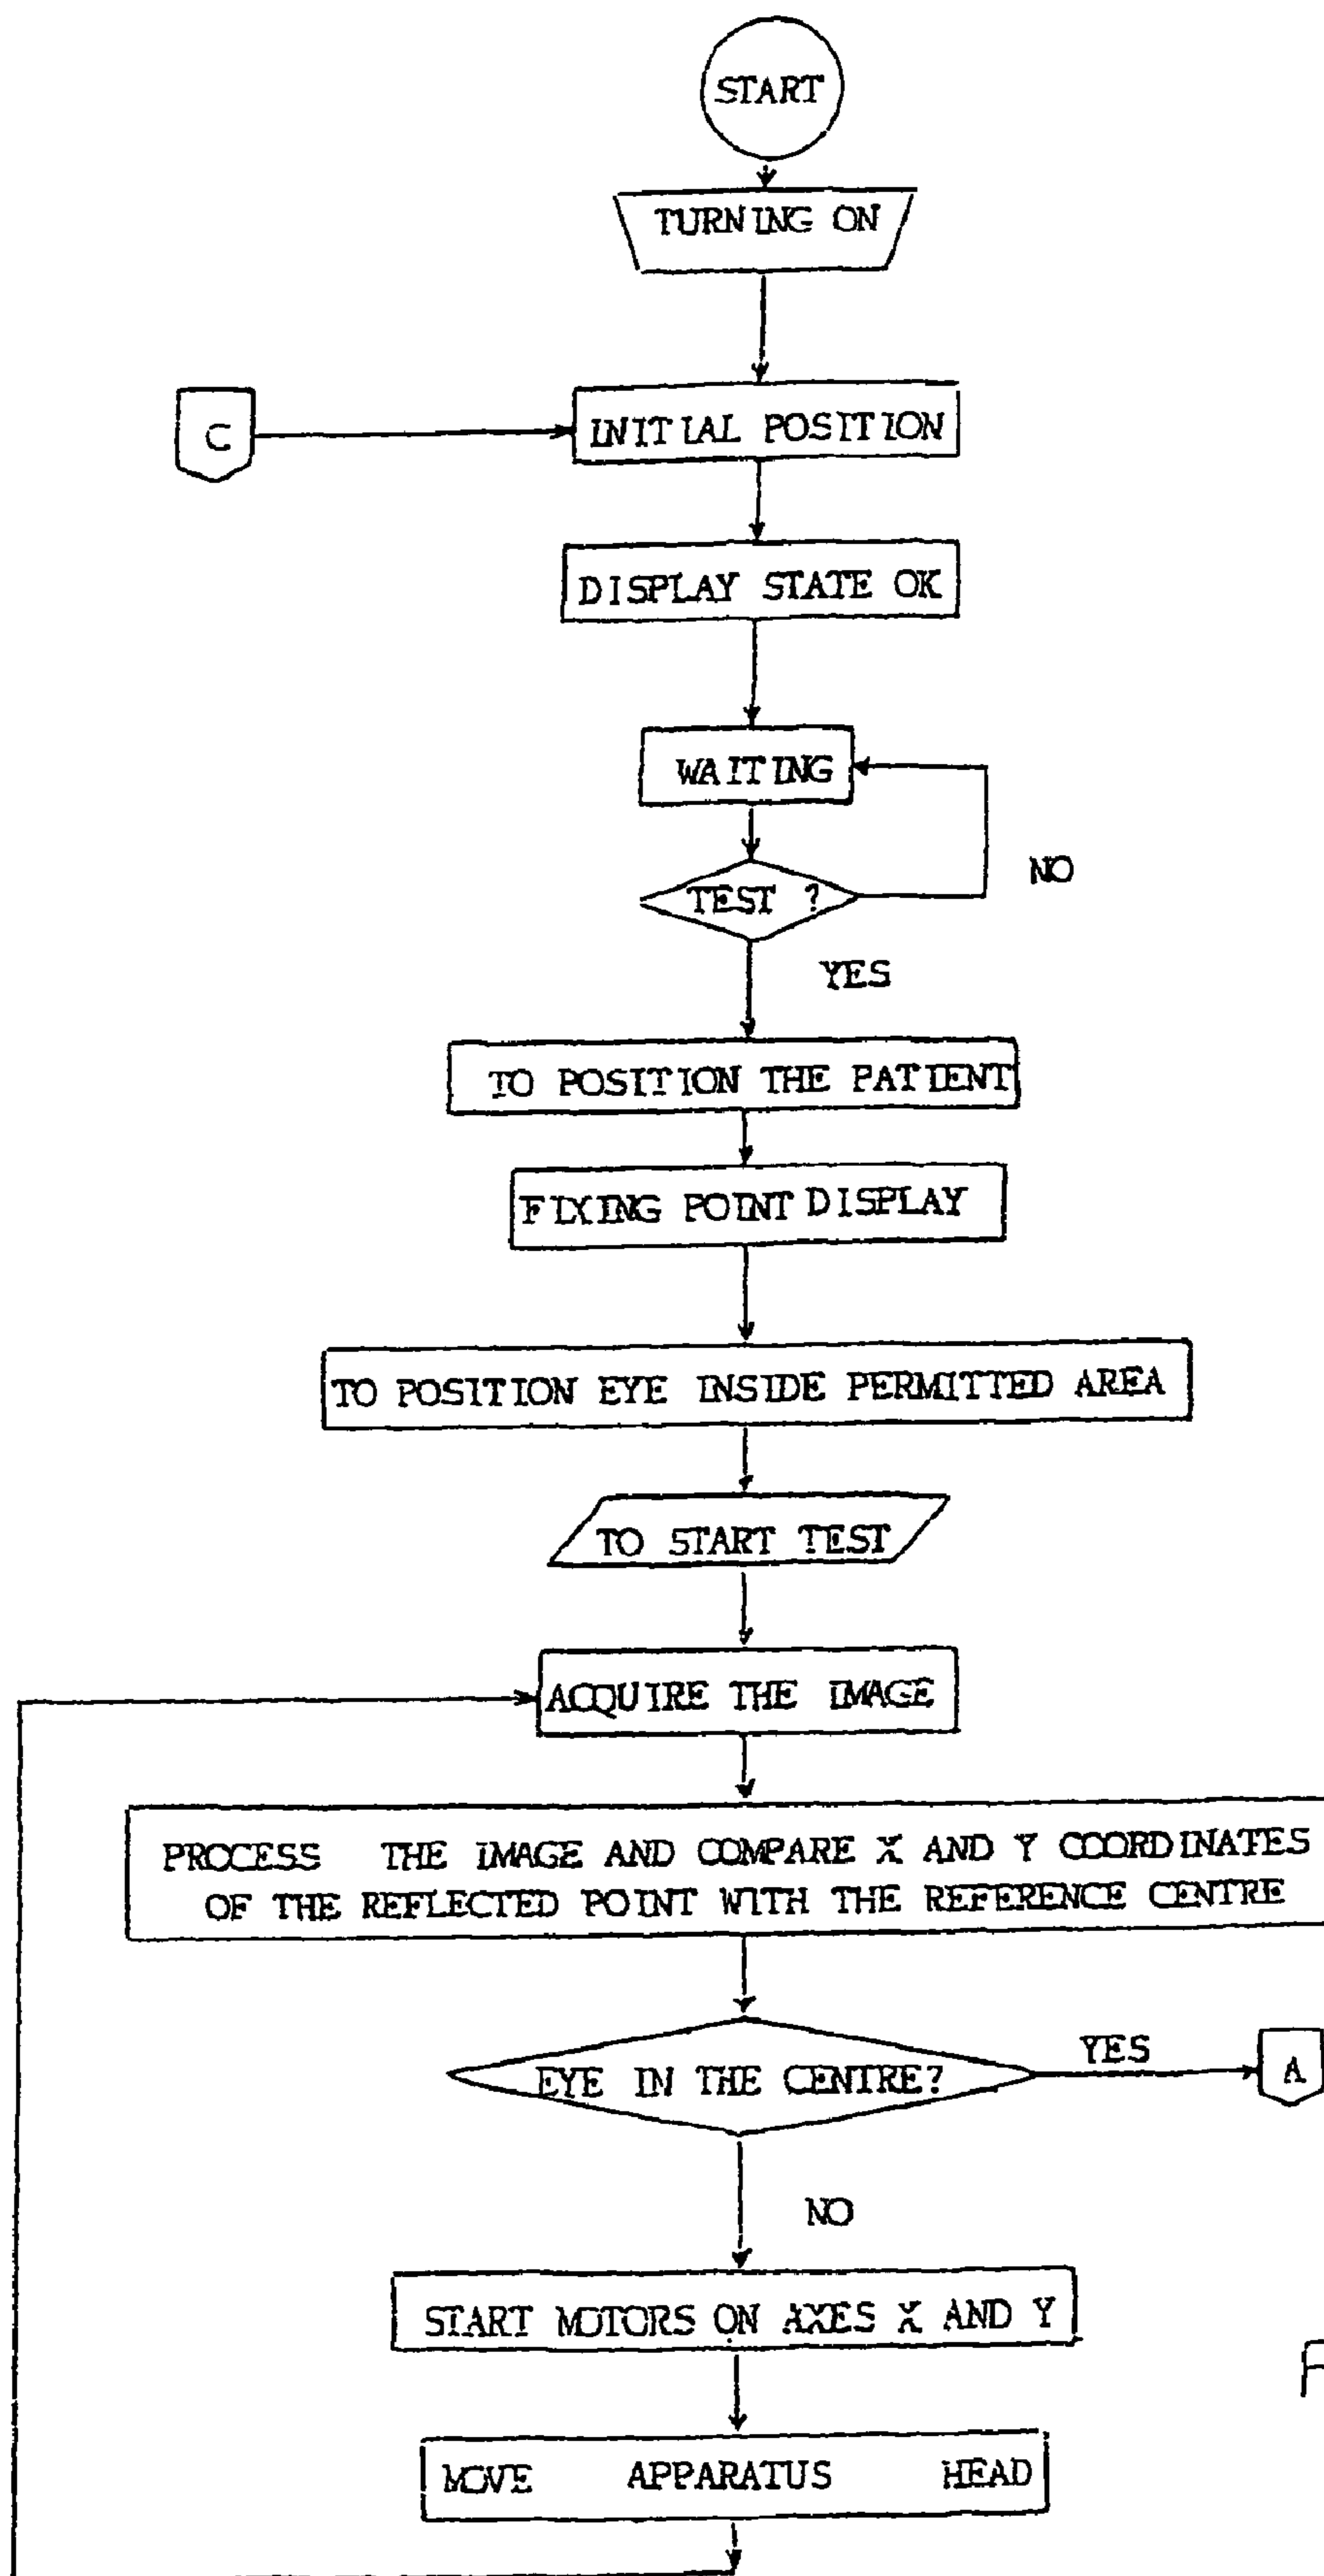 START
TURNING ON
C
INITIAL POSITION
DISPLAY STATE OK
WAITING
NO
TEST ?
YES
TO POSITION THE PATIENT
FIXING POINT DISPLAY
TO POSITION EYE INSIDE PERMITTED AREA
TO START TEST
ACQUIRE THE IMAGE
PROCESS THE IMAGE AND COMPARE X AND Y COORDINATES
OF THE REFLECTED POINT WITH THE REFERENCE CENTRE
EYE IN THE CENTRE?
YES
A
NO
START MOTORS ON AXES X AND Y
MOVE APPARATUS HEAD